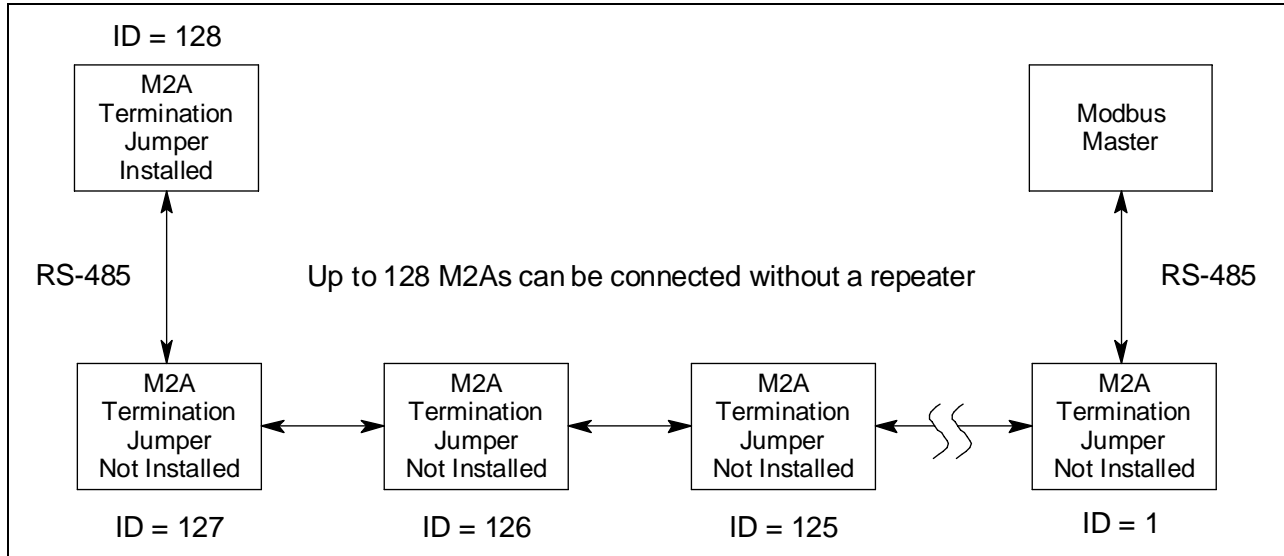 ID = 128
M2A
Termination
Jumper
Installed
Modbus
Master
RS-485
Up to 128 M2As can be connected without a repeater
RS-485
M2A
Termination
Jumper
Not Installed
M2A
Termination
Jumper
Not Installed
M2A
Termination
Jumper
Not Installed
M2A
Termination
Jumper
Not Installed
ID = 127
ID = 126
ID = 125
ID = 1